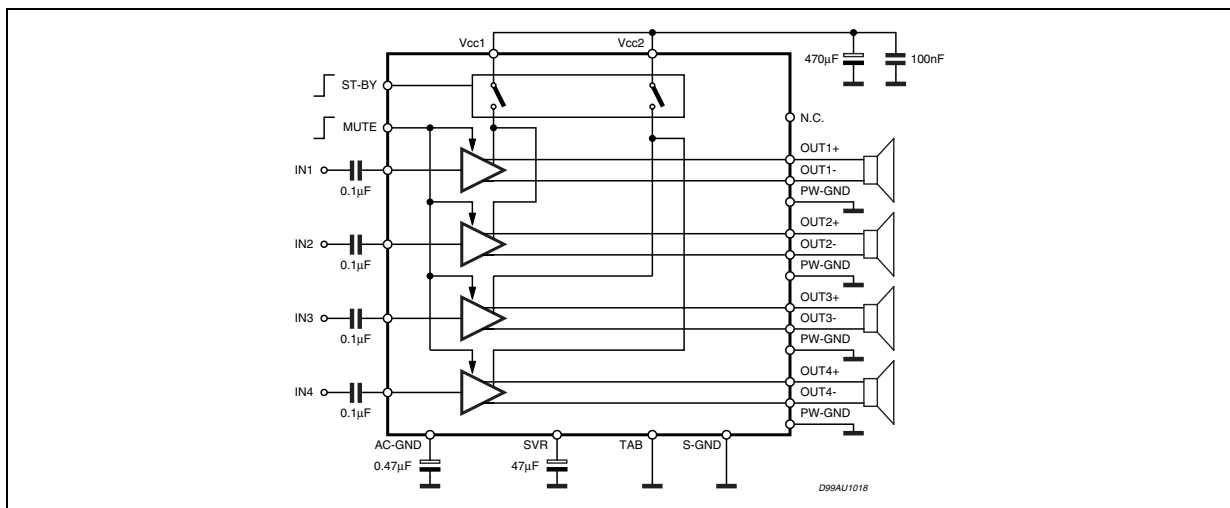 Vcc1
Vcc2
470µF
100nF
ST-BY
N.C.
MUTE
OUT1+
IN1
OUT1-
0.1µF
PW-GND
OUT2+
IN2
OUT2-
0.1µF
PW-GND
OUT3+
IN3
OUT3-
0.1µF
PW-GND
OUT4+
IN4
OUT4-
0.1µF
PW-GND
AC-GND
SVR
TAB
S-GND
0.47µF
47µF
D99AU1018